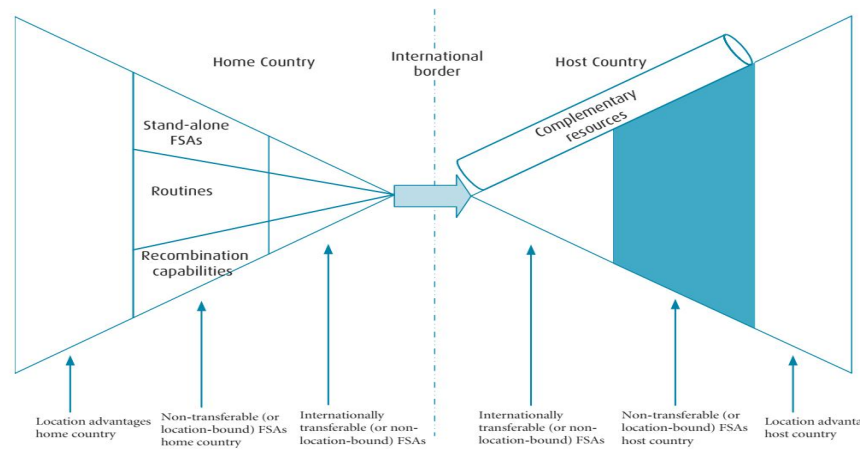 Home Country
International
border
Host Country
Stand-alone
FSAs
Routines
Recombination
capabilities
Complementary
resources
Location advantages
home country
Non-transferable (or
location-bound) FSAs
home country
Internationally
transferable (or non-
location-bound) FSAs
Internationally
transferable (or non-
location-bound) FSAs
Non-transferable (or
location-bound) FSAs
host country
Location advanta
host country